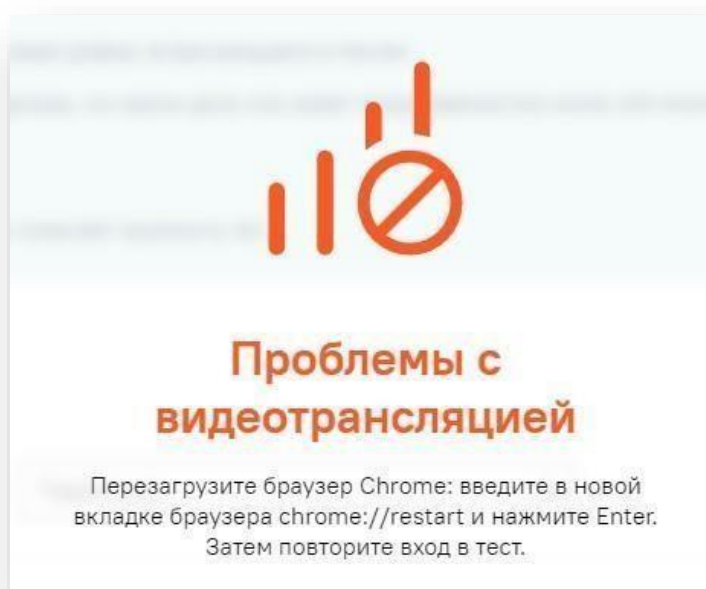 Проблемы с
видеотрансляцией
Перезагрузите браузер Chrome: введите в новой
вкладке браузера chrome://restart и нажмите Enter.
Затем повторите вход в тест.